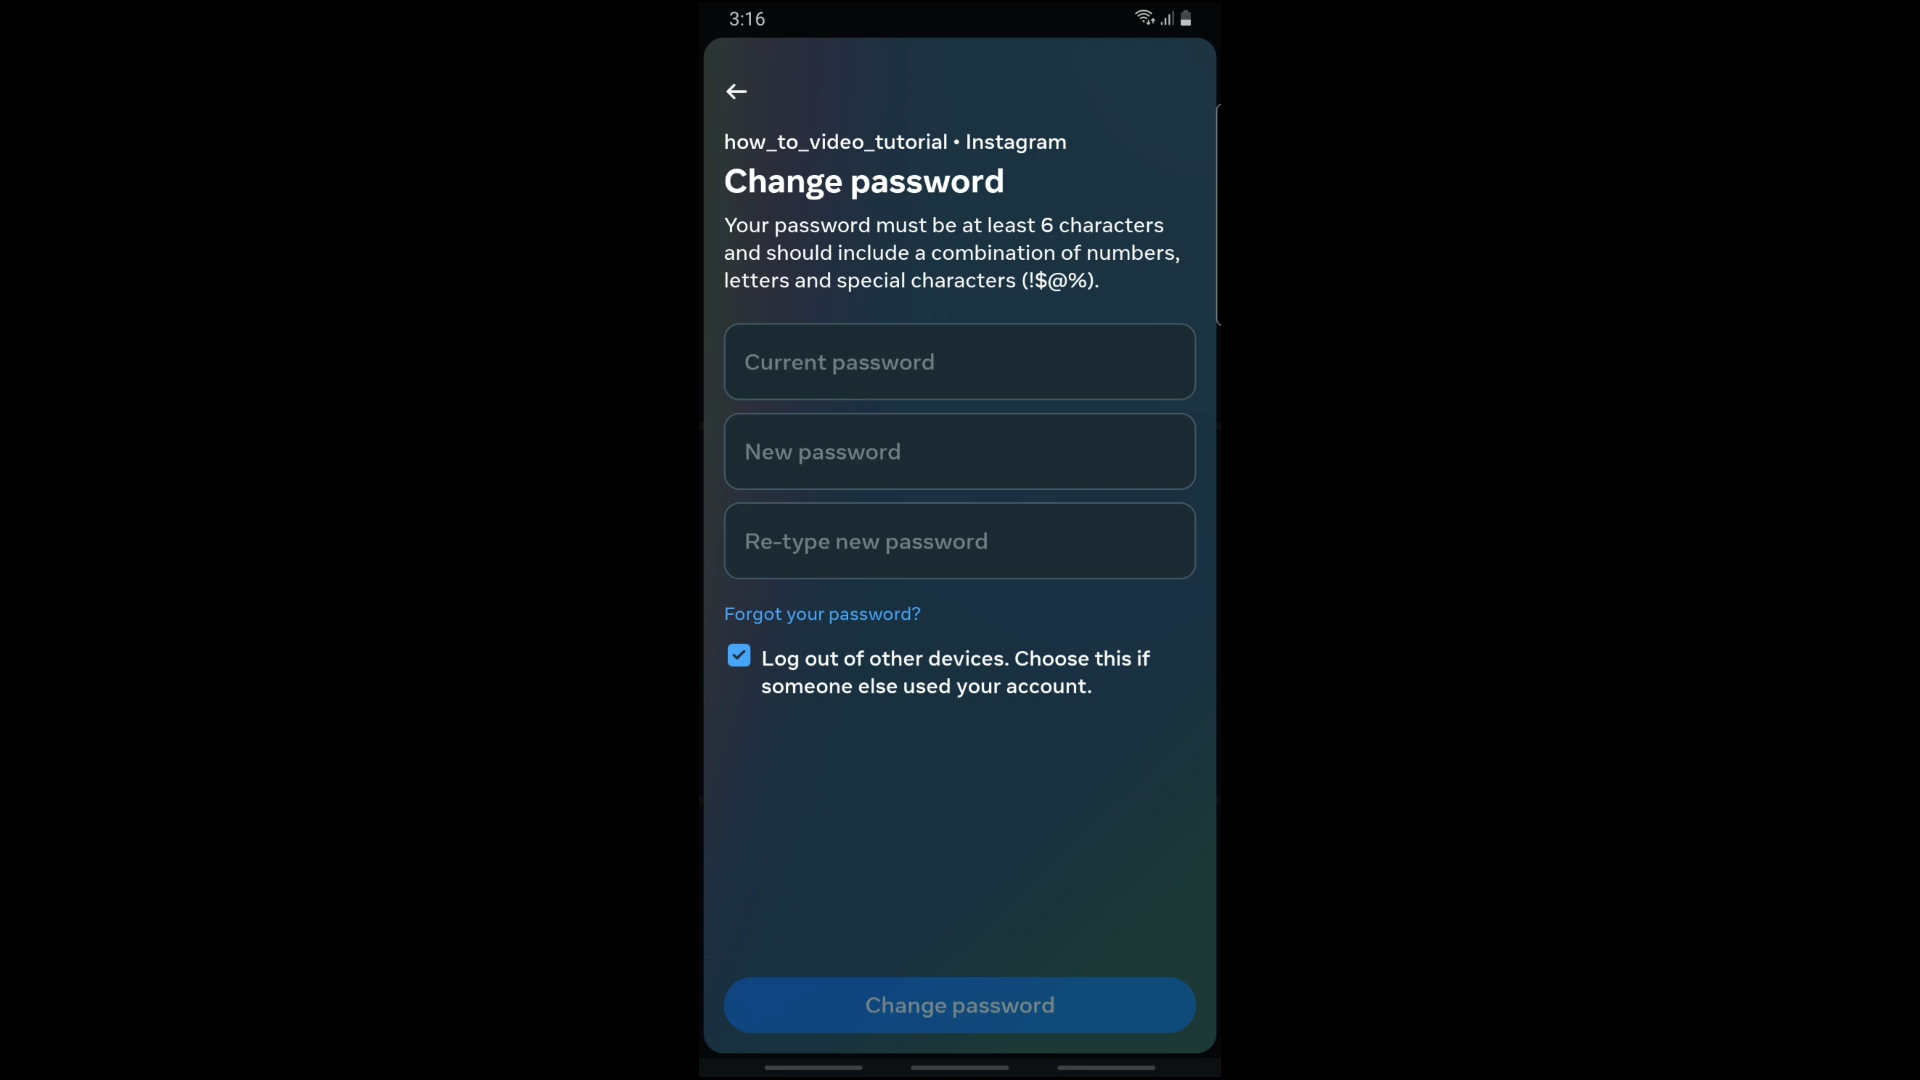 3:16
how_to_video_tutorial • Instagram
Change password
Your password must be at least 6 characters
and should include a combination of numbers,
letters and special characters (!$@%).
Current password
New password
Re-type new password
Forgot your password?
Log out of other devices. Choose this if
someone else used your account.
Change password